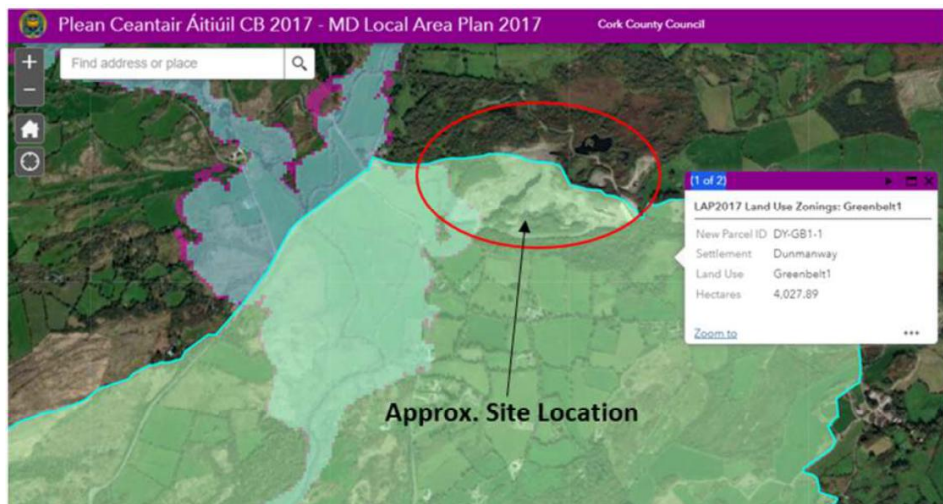 Plean Ceantair Áitiúil CB 2017 - MD Local Area Plan 2017 Cork County Council
+
Find address or place
−
(1 of 2)
LAP2017 Land Use Zonings: Greenbelt1
New Parcel ID DY-GB1-1
Settlement Dunmanway
Land Use Greenbelt1
Hectares 4,027.89
Zoom to
Approx. Site Location